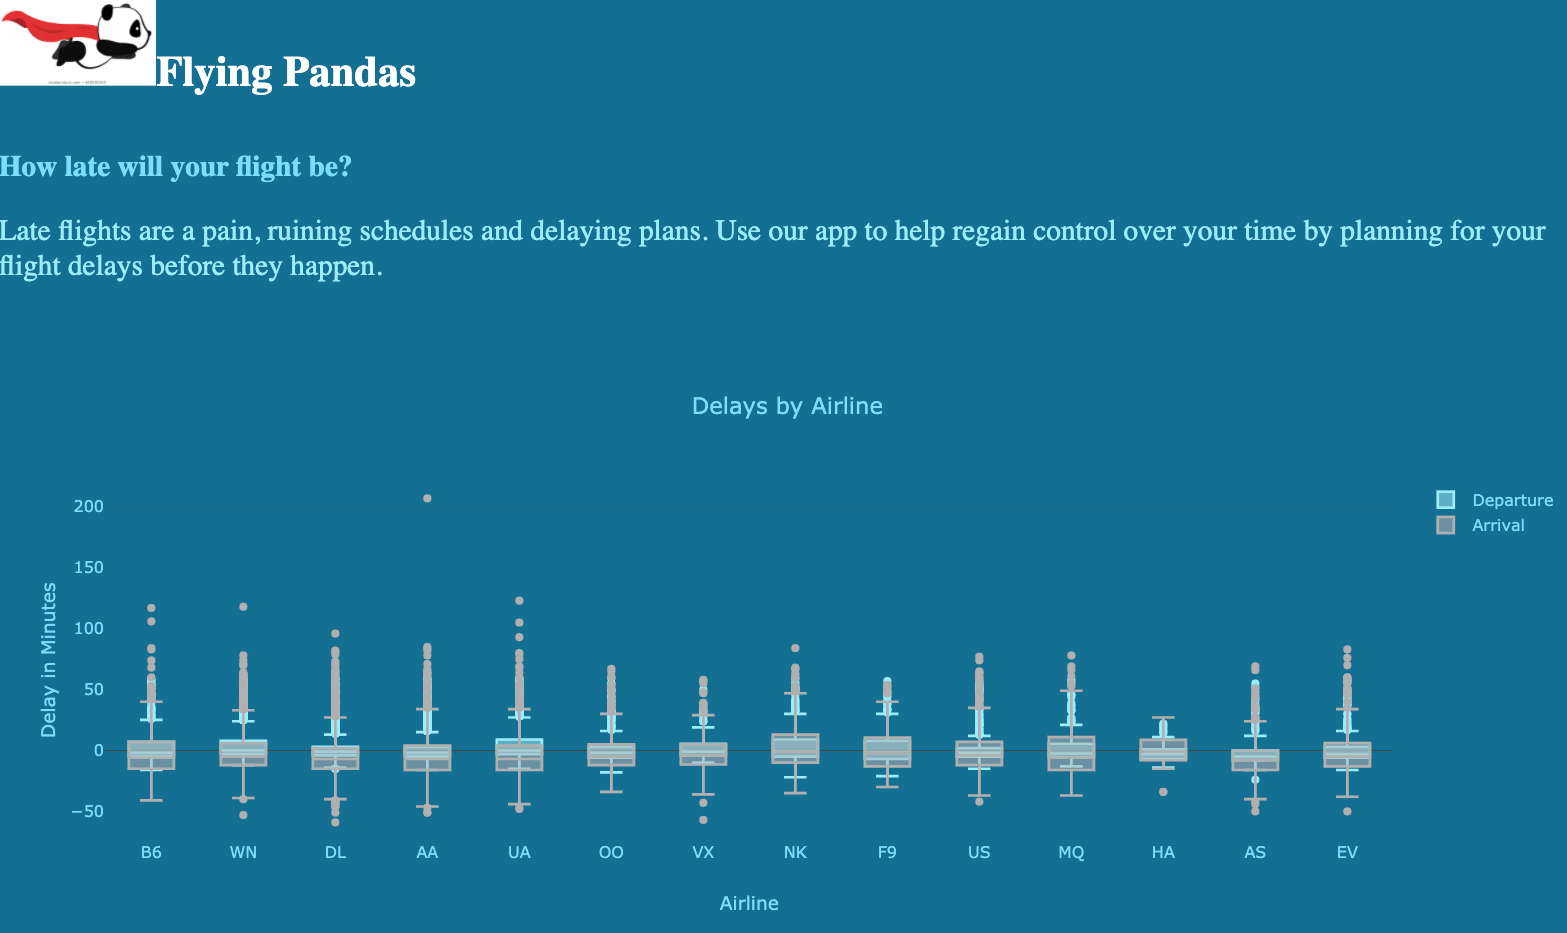 Flying Pandas
How late will your flight be?
Late flights are a pain, ruining schedules and delaying plans. Use our app to help regain control over your time by planning for your
flight delays before they happen.
Delays by Airline
Departure
Arrival
200
150
100
50
0
−50
Delay in Minutes
B6 WN DL AA UA OO VX NK F9 US MQ HA AS EV
Airline